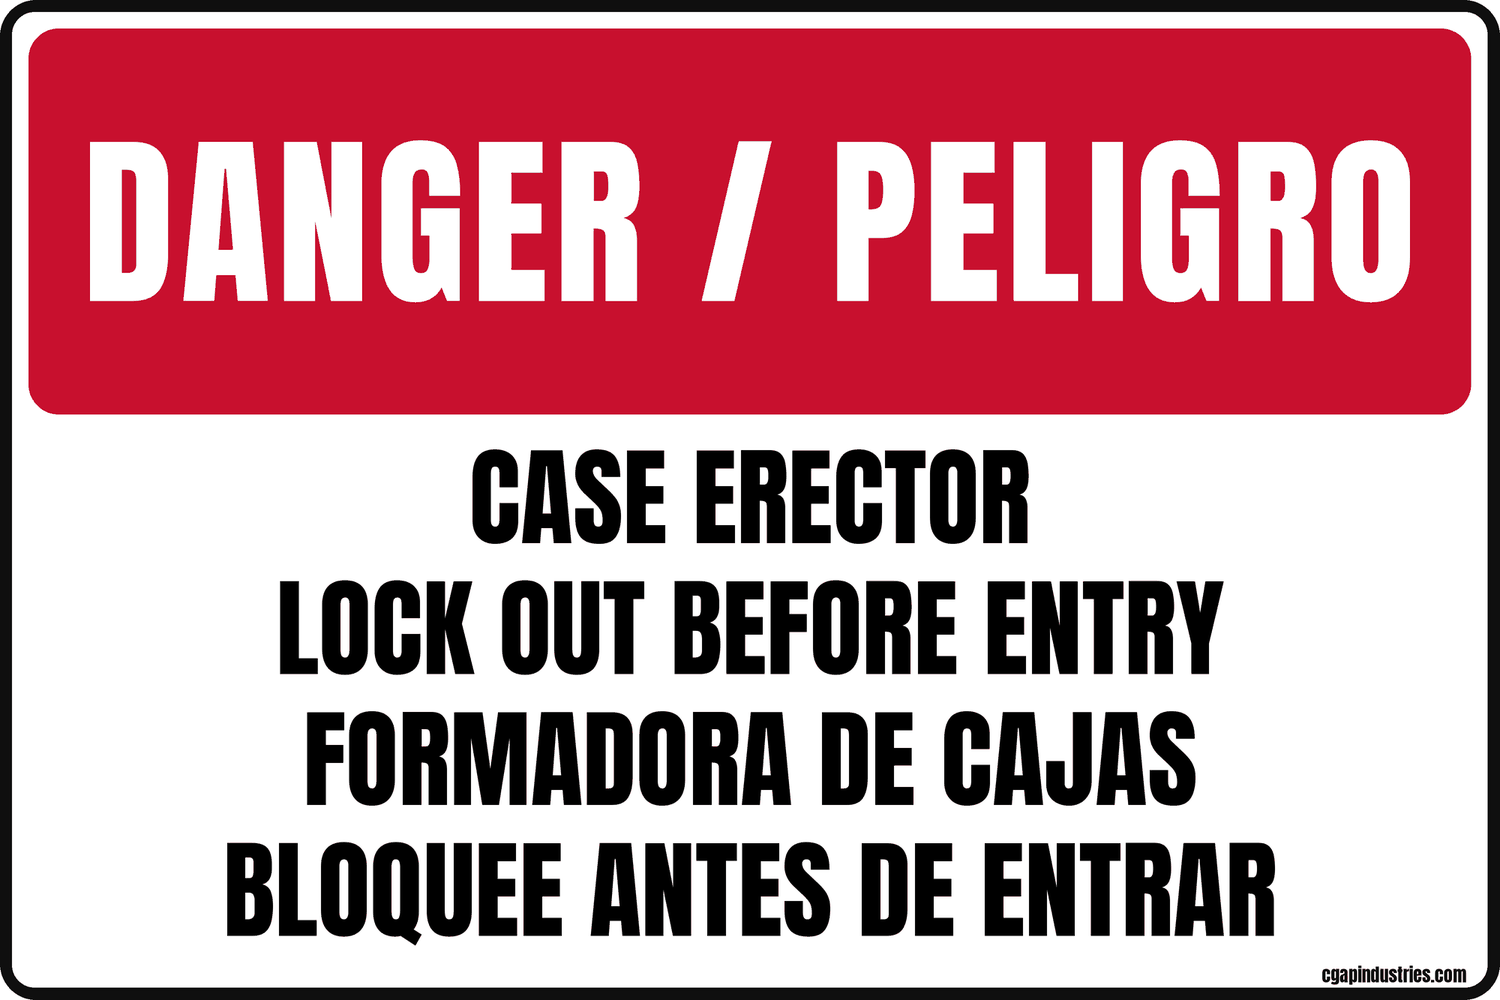 DANGER / PELIGRO
CASE ERECTOR
LOCK OUT BEFORE ENTRY
FORMADORA DE CAJAS
BLOQUEE ANTES DE ENTRAR
cgapindustries.com